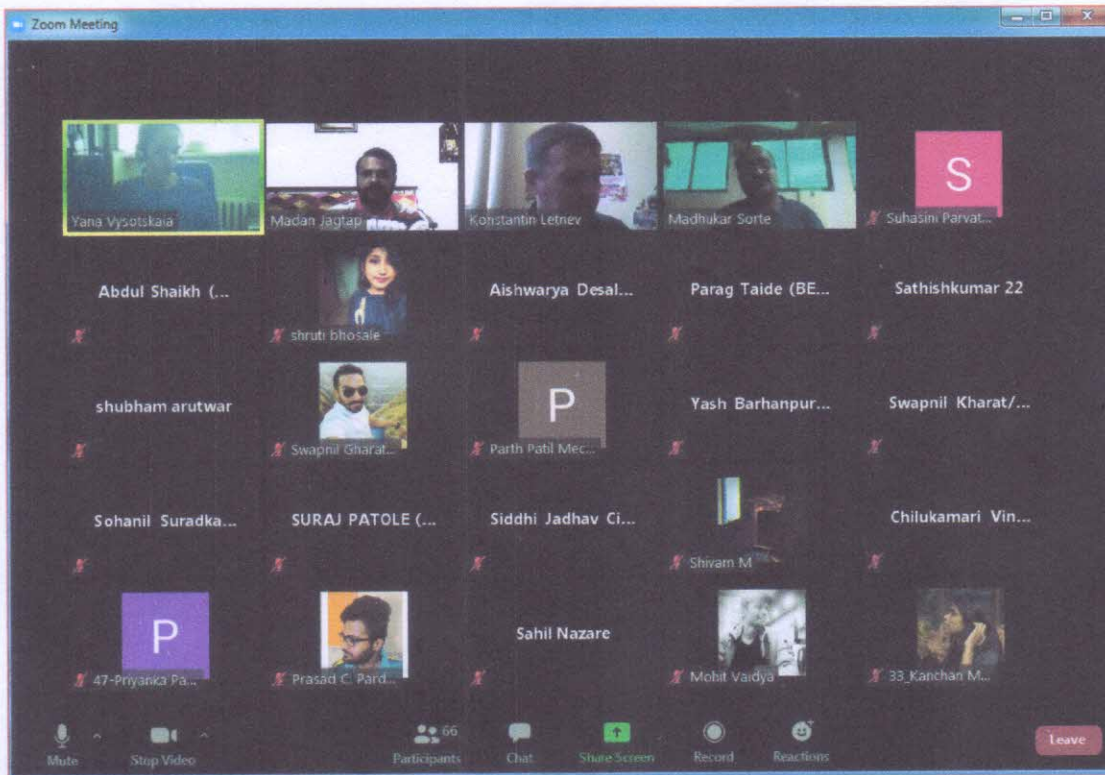 Zoom Meeting
Yana Vysotskaia
Madan Jagtap
Konstantin Letnev
Madhukar Sorte
S
Suhasini Parvat...
Abdul Shaikh (...
shruti bhosale
Aishwarya Desal...
Parag Taide (BE...
Sathishkumar 22
shubham arutwar
Swapnil Gharat...
P
Parth Patil Mec...
Yash Barhanpur...
Swapnil Kharat/...
Sohanil Suradka...
SURAJ PATOLE (...
Siddhi Jadhav Ci...
Shivam M
Chilukamari Vin...
P
47-Priyanka Pa...
Prasad C. Pard...
Sahil Nazare
Mohit Vaidya
33_Kanchan M...
Mute
Stop Video
Participants
66
Chat
Share Screen
Record
Reactions
Leave